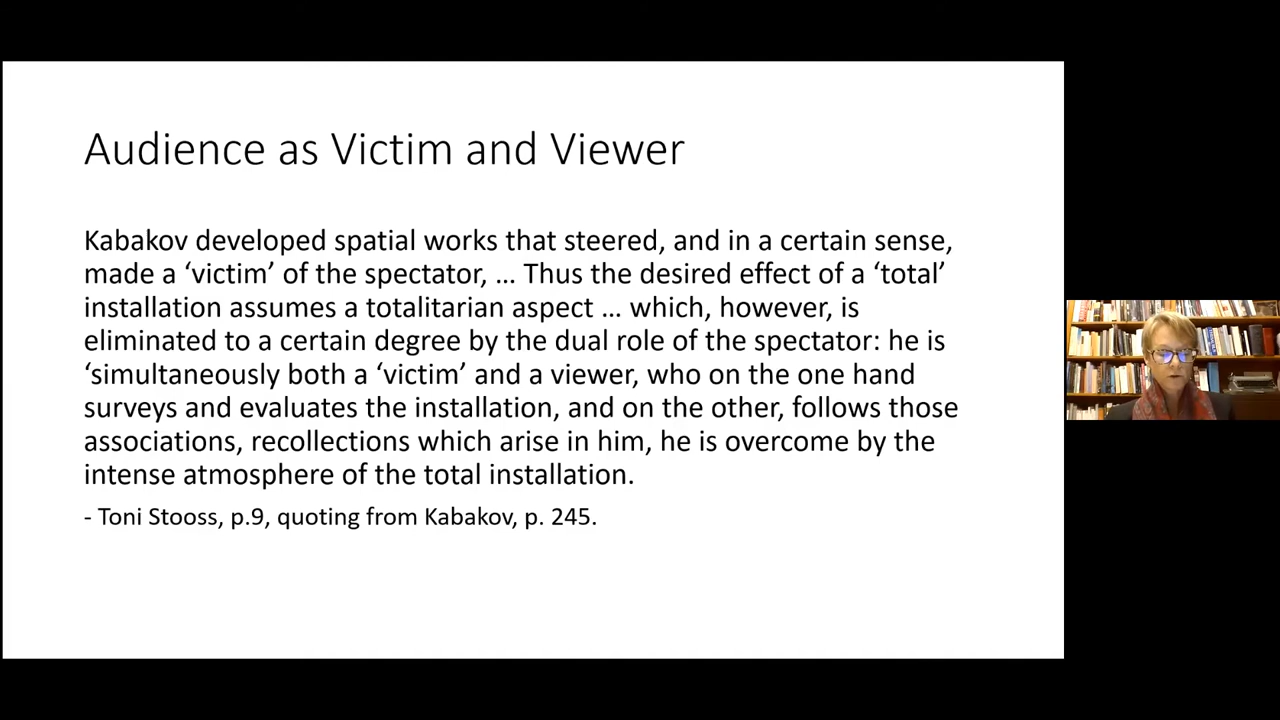 Audience as Victim and Viewer
Kabakov developed spatial works that steered, and in a certain sense,
made a ‘victim’ of the spectator, … Thus the desired effect of a ‘total’
installation assumes a totalitarian aspect … which, however, is
eliminated to a certain degree by the dual role of the spectator: he is
‘simultaneously both a ‘victim’ and a viewer, who on the one hand
surveys and evaluates the installation, and on the other, follows those
associations, recollections which arise in him, he is overcome by the
intense atmosphere of the total installation.
- Toni Stooss, p.9, quoting from Kabakov, p. 245.